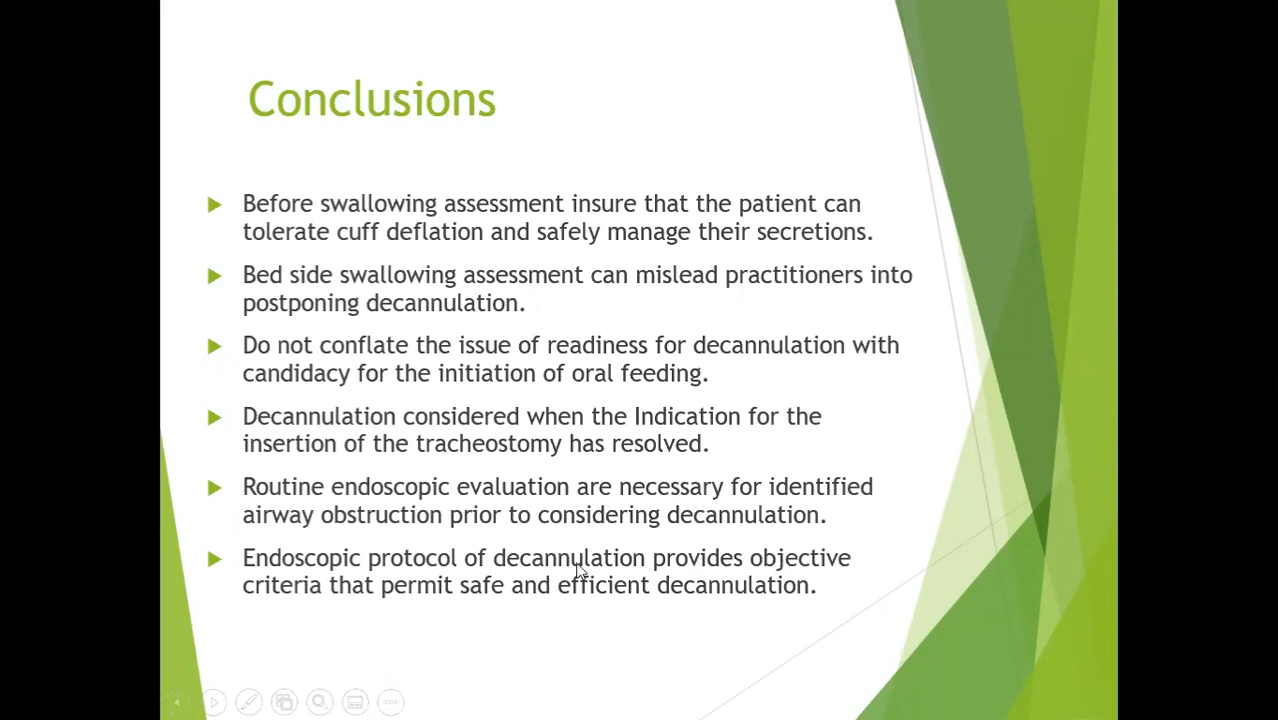 Conclusions
Before swallowing assessment insure that the patient can
tolerate cuff deflation and safely manage their secretions.
Bed side swallowing assessment can mislead practitioners into
postponing decannulation.
Do not conflate the issue of readiness for decannulation with
candidacy for the initiation of oral feeding.
Decannulation considered when the Indication for the
insertion of the tracheostomy has resolved.
Routine endoscopic evaluation are necessary for identified
airway obstruction prior to considering decannulation.
Endoscopic protocol of decannulation provides objective
criteria that permit safe and efficient decannulation.